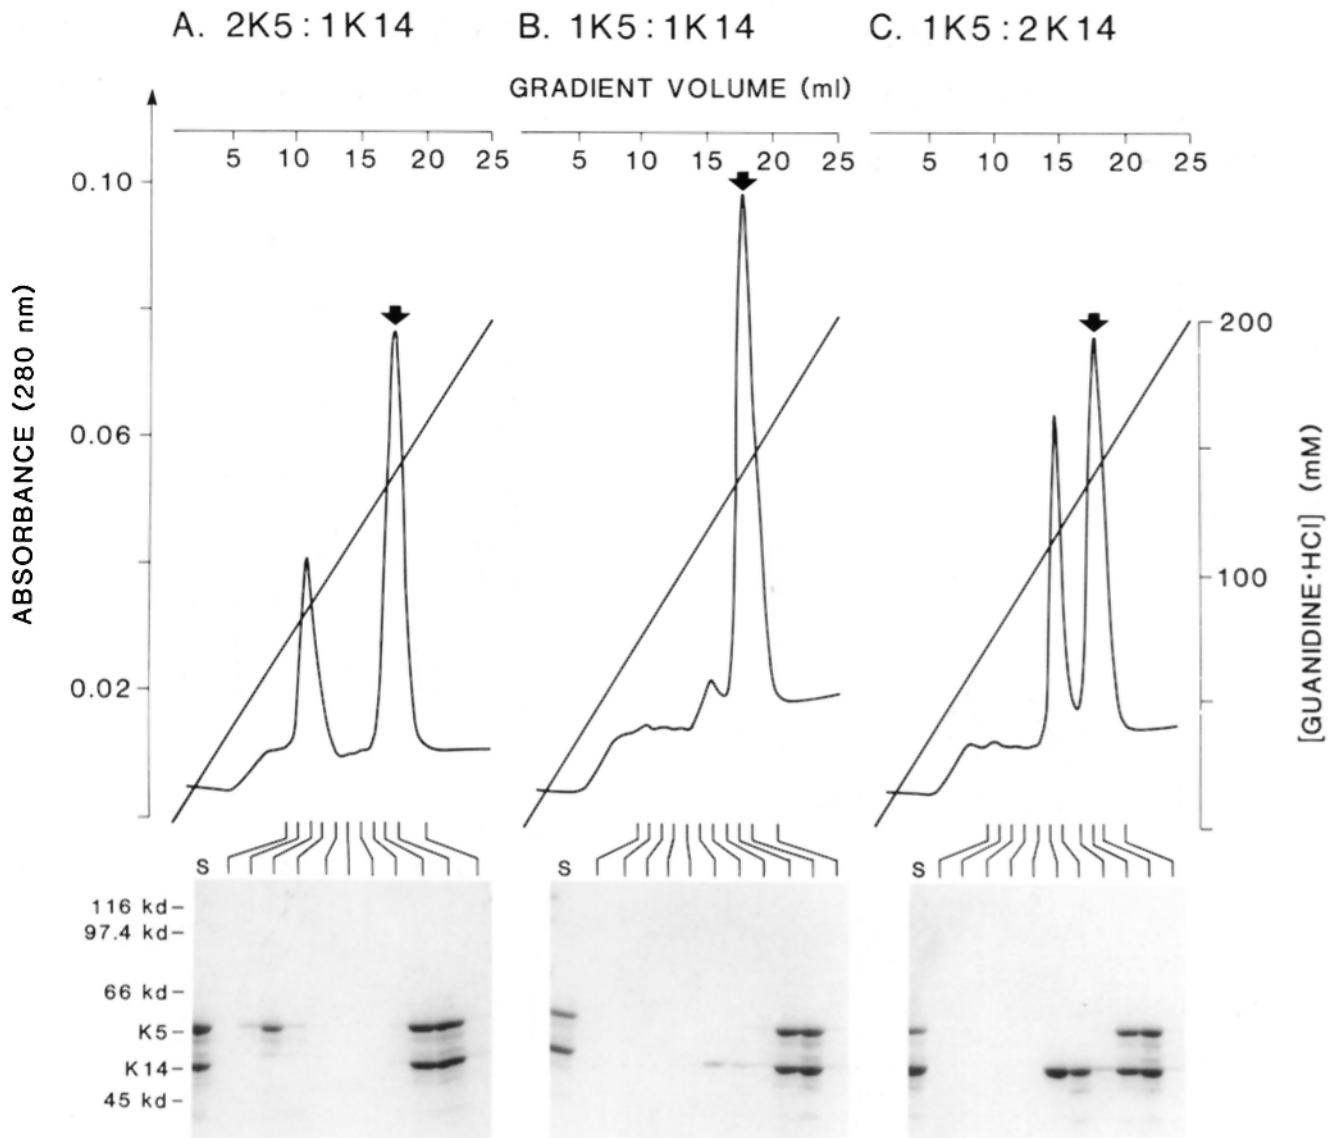 A. 2K5:1K14
B. 1K5:1K14
C. 1K5:2K14
GRADIENT VOLUME (ml)
5 10 15 20 25
5 10 15 20 25
5 10 15 20 25
ABSORBANCE (280 nm)
0.10
0.06
0.02
200
100
[GUANIDINE·HCl] (mM)
S
S
S
116 kd
97.4 kd
66 kd
K5
K14
45 kd